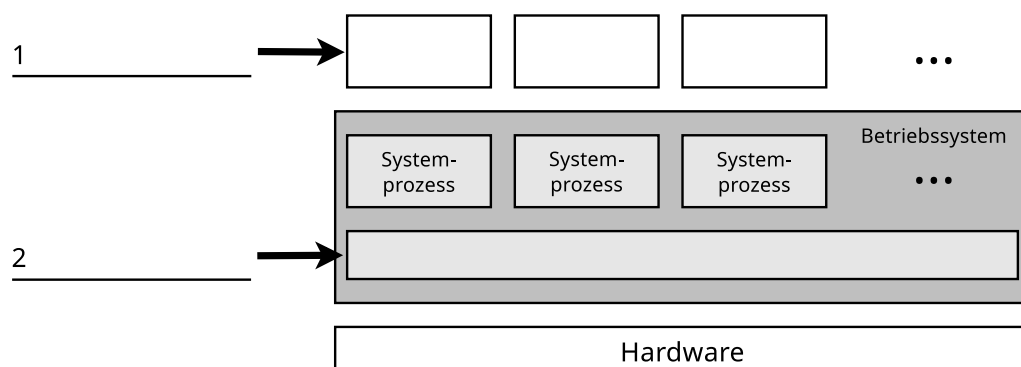 1
...
Betriebssystem
System-
prozess
System-
prozess
System-
prozess
...
2
Hardware